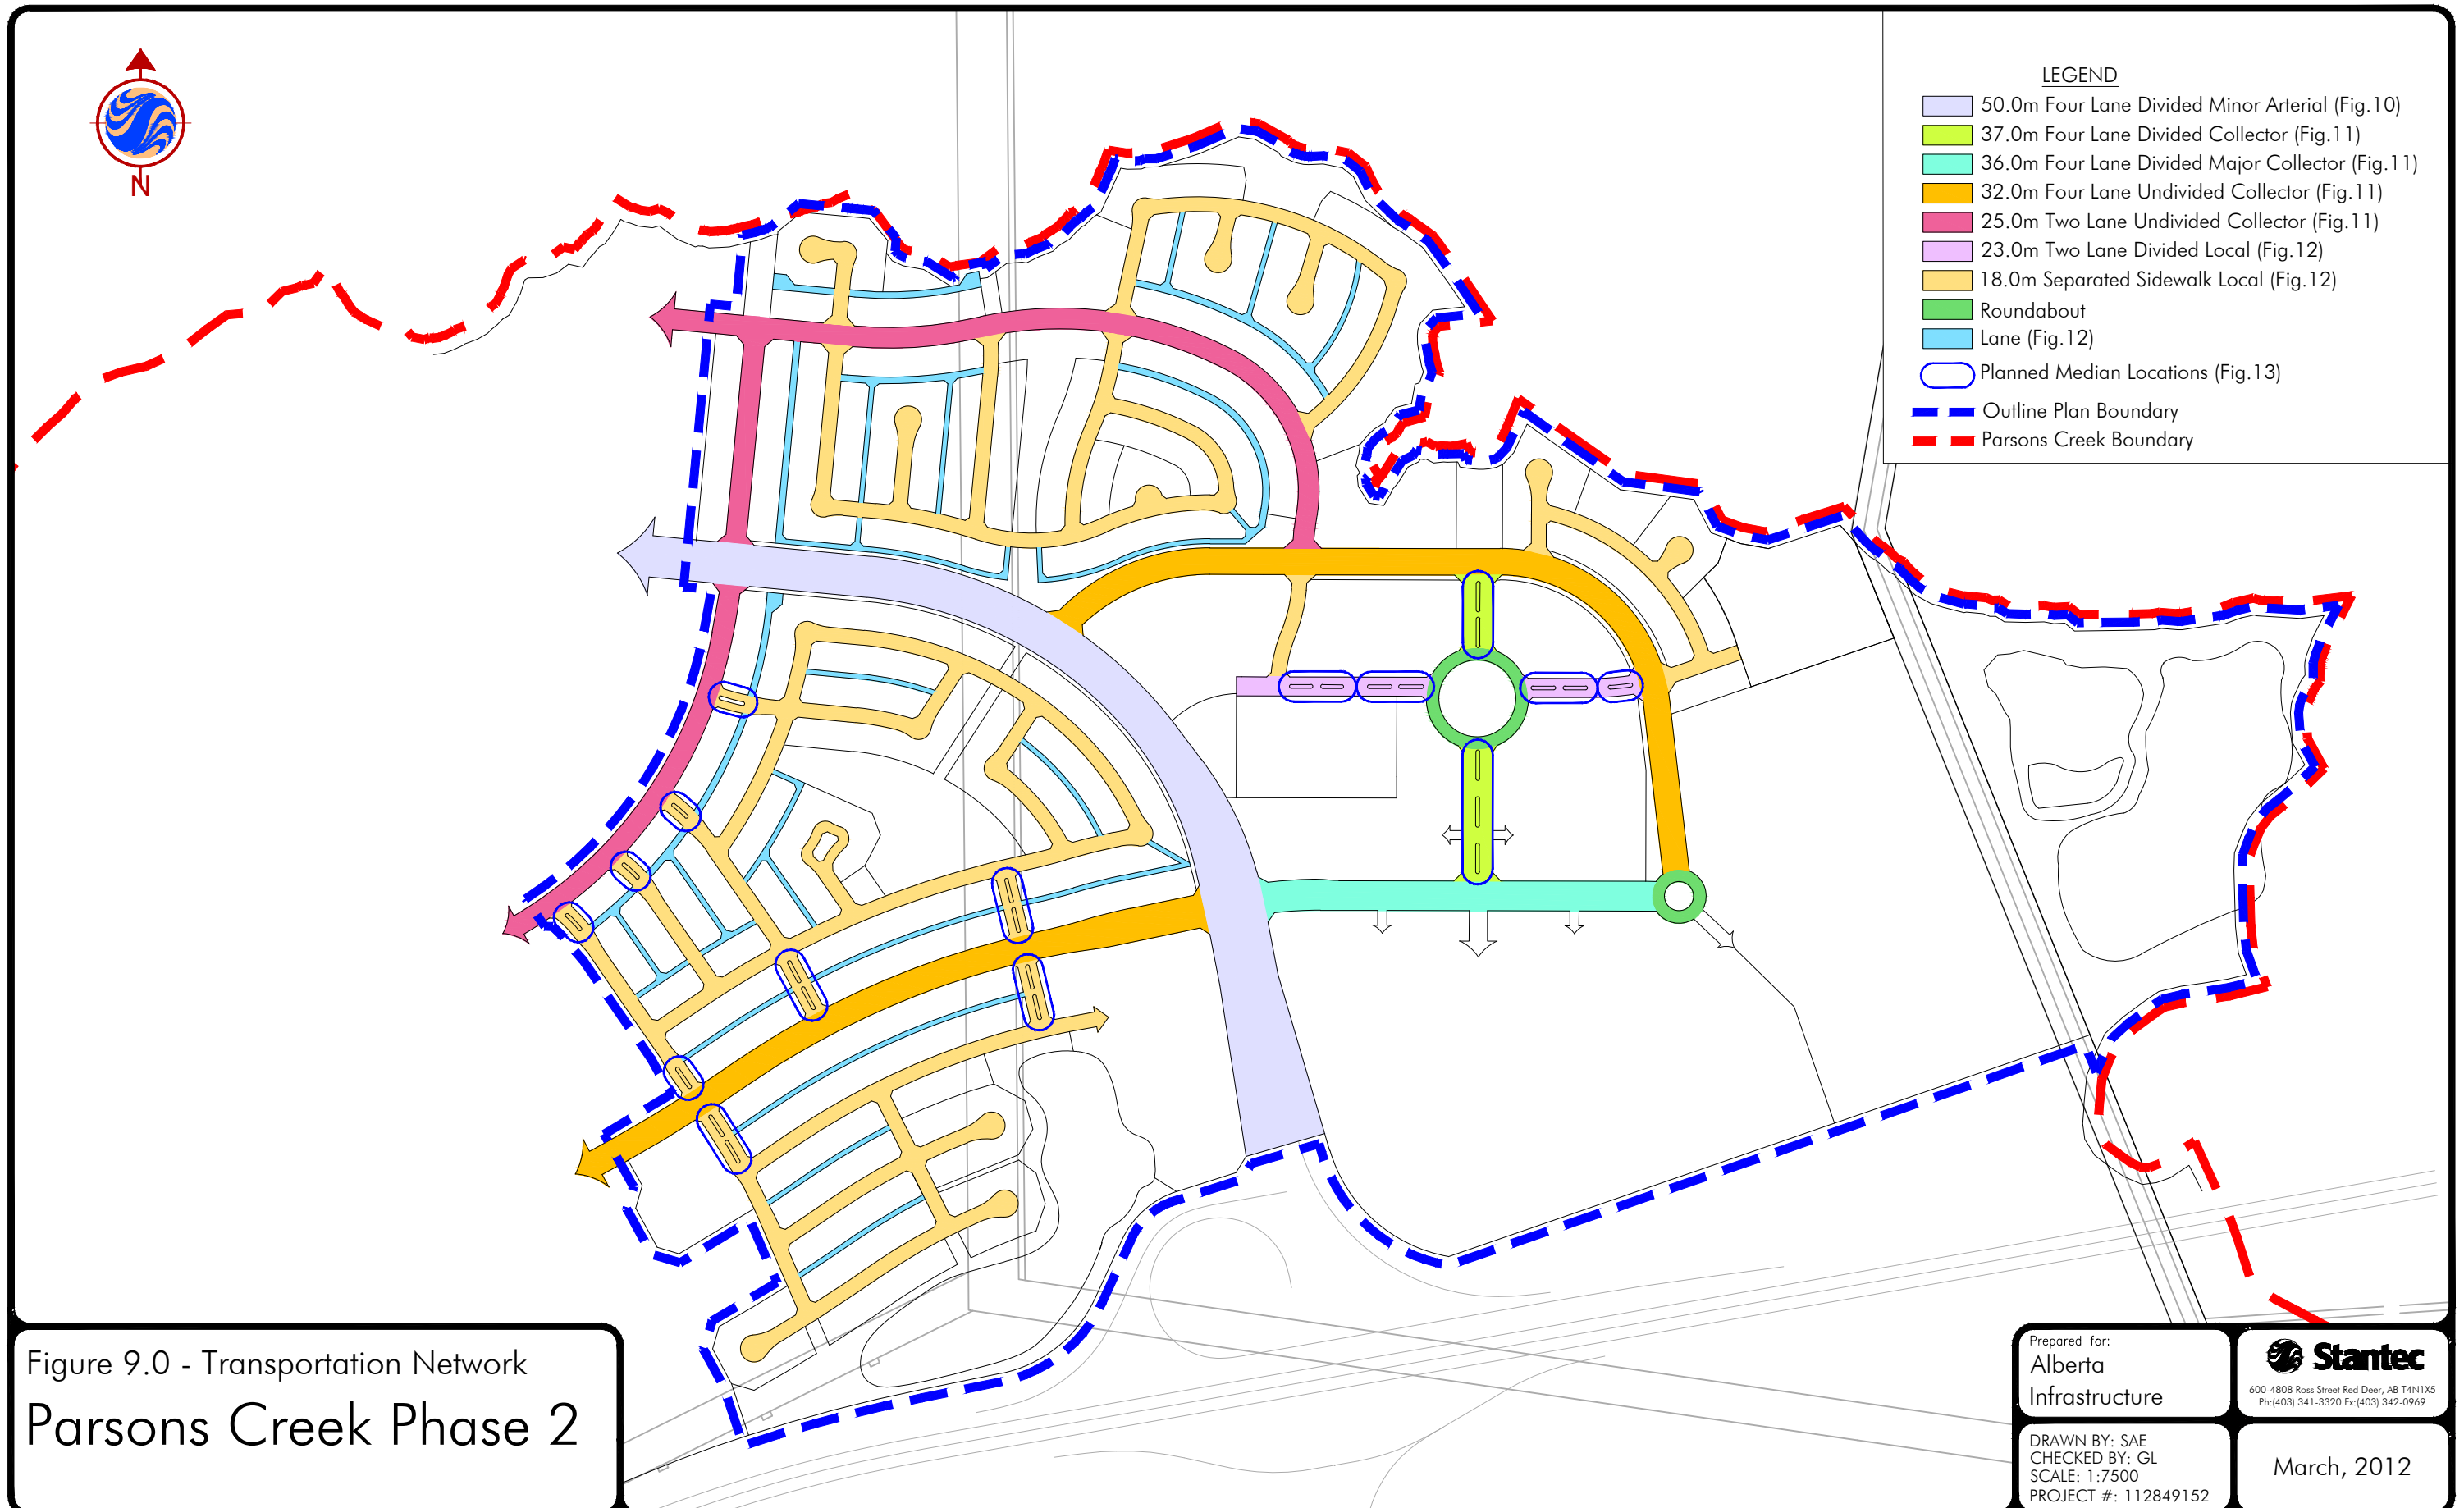 N
LEGEND
50.0m Four Lane Divided Minor Arterial (Fig.10)
37.0m Four Lane Divided Collector (Fig.11)
36.0m Four Lane Divided Major Collector (Fig.11)
32.0m Four Lane Undivided Collector (Fig.11)
25.0m Two Lane Undivided Collector (Fig.11)
23.0m Two Lane Divided Local (Fig.12)
18.0m Separated Sidewalk Local (Fig.12)
Roundabout
Lane (Fig.12)
Planned Median Locations (Fig.13)
Outline Plan Boundary
Parsons Creek Boundary
Figure 9.0 - Transportation Network
Parsons Creek Phase 2
Prepared for:
Alberta
Infrastructure
Stantec
600-4808 Ross Street Red Deer, AB T4N1X5
Ph:(403) 341-3320 Fx:(403) 342-0969
DRAWN BY: SAE
CHECKED BY: GL
SCALE: 1:7500
PROJECT #: 112849152
March, 2012